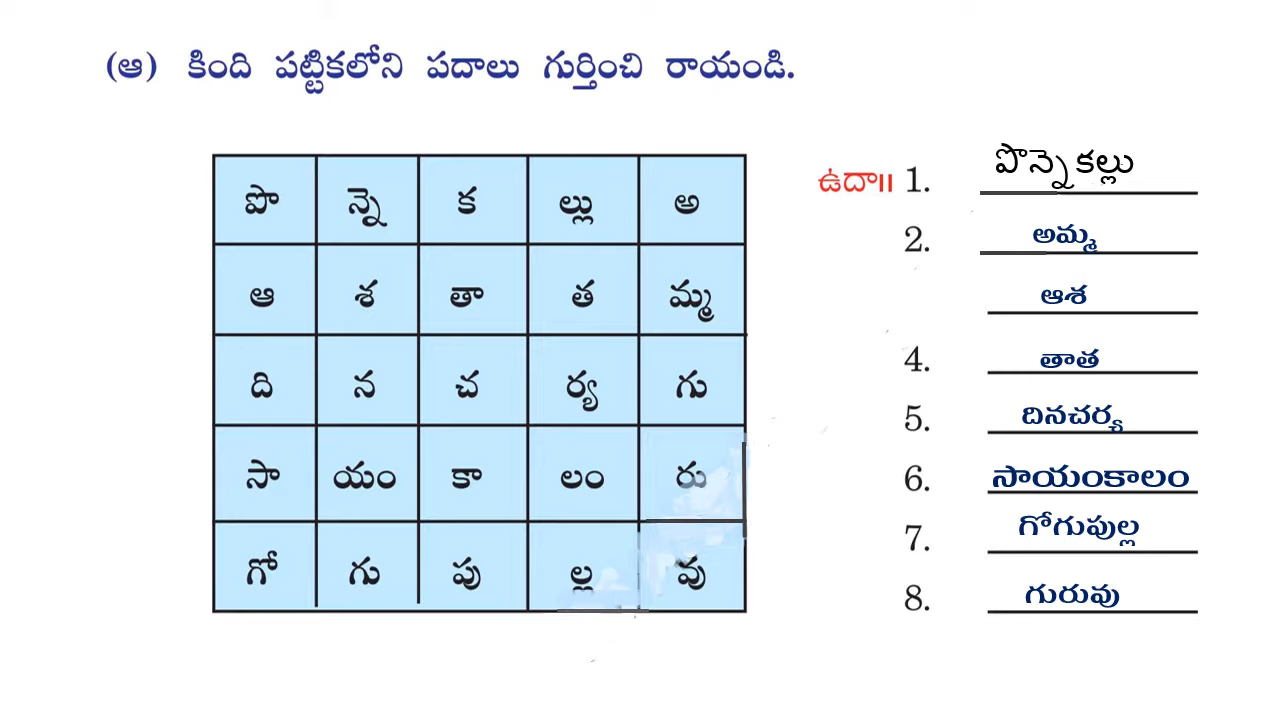 (ఆ) కింది పట్టికలోని పదాలు గుర్తించి రాయండి.
పొ న్నె క ల్లు అ
ఆ శ తా త మ్మ
ది న చ ర్య గు
సా యం కా లం రు
గో గు పు ల్ల వు
ఉదా॥ 1. పొన్నెకల్లు
2. అమ్మ
ఆశ
4. తాత
5. దినచర్య
6. సాయంకాలం
7. గోగుపుల్ల
8. గురువు